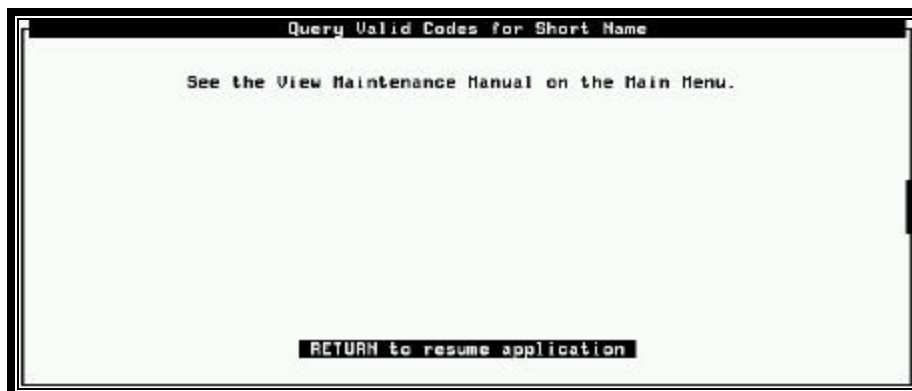 Query Valid Codes for Short Name
See the View Maintenance Manual on the Main Menu.
RETURN to resume application